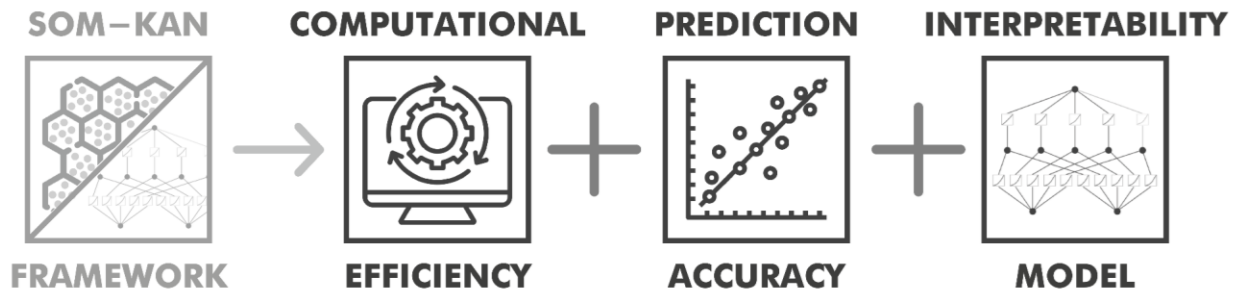 SOM–KAN
COMPUTATIONAL
PREDICTION
INTERPRETABILITY
FRAMEWORK
EFFICIENCY
ACCURACY
MODEL